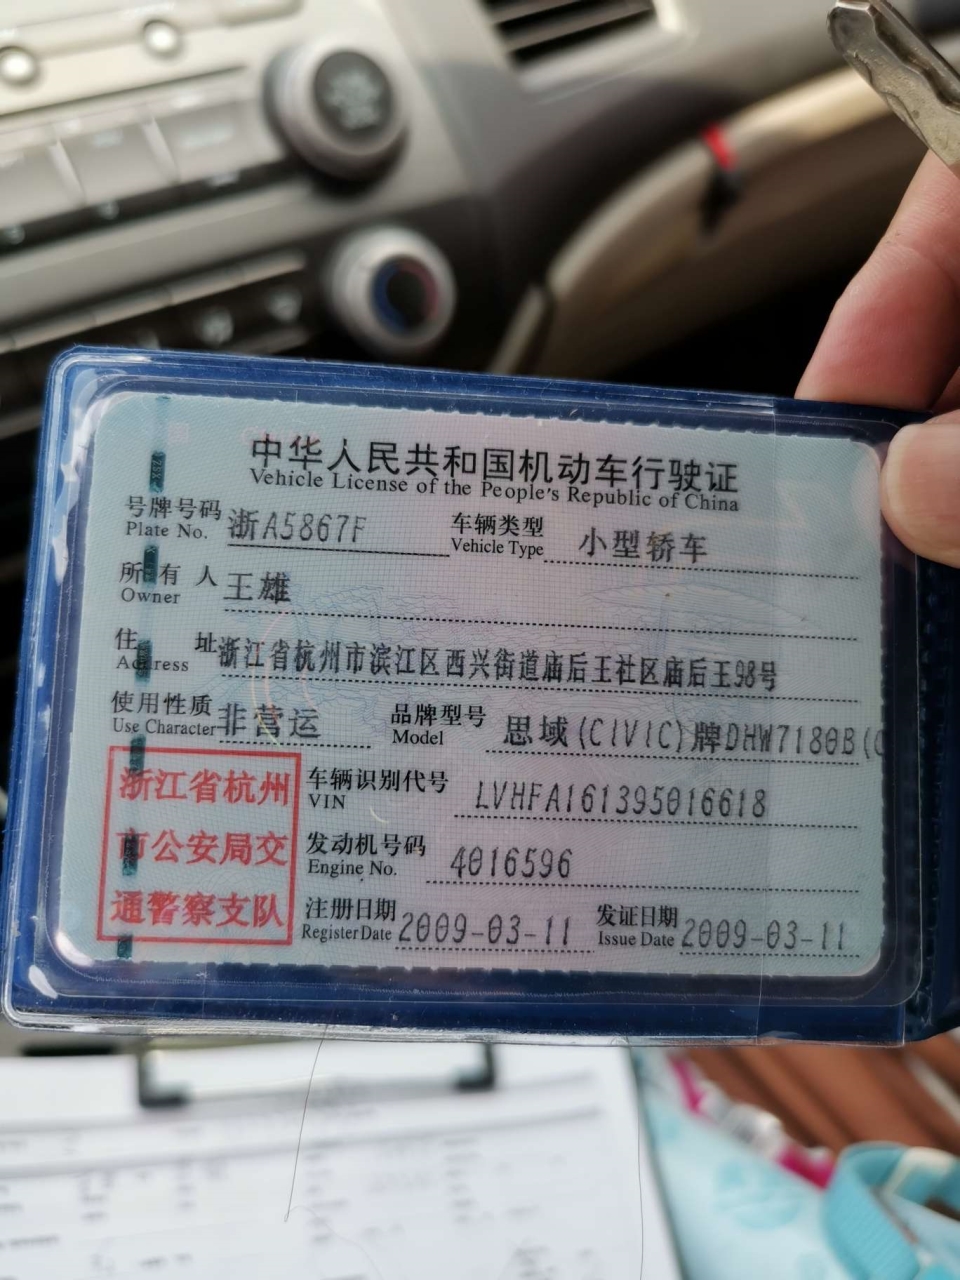 中华人民共和国机动车行驶证
Vehicle License of the People's Republic of China
号牌号码 浙A5867F 车辆类型 小型轿车
Plate No. Vehicle Type
所有人 王雄
Owner
住址 浙江省杭州市滨江区西兴街道庙后王社区庙后王98号
Address
使用性质 非营运 品牌型号 思域(CIVIC)牌DHW7180B(
Use Character Model
浙江省杭州
市公安局交
通警察支队
车辆识别代号 LVHFA161395016618
VIN
发动机号码 4016596
Engine No.
注册日期 2009-03-11 发证日期 2009-03-11
Register Date Issue Date